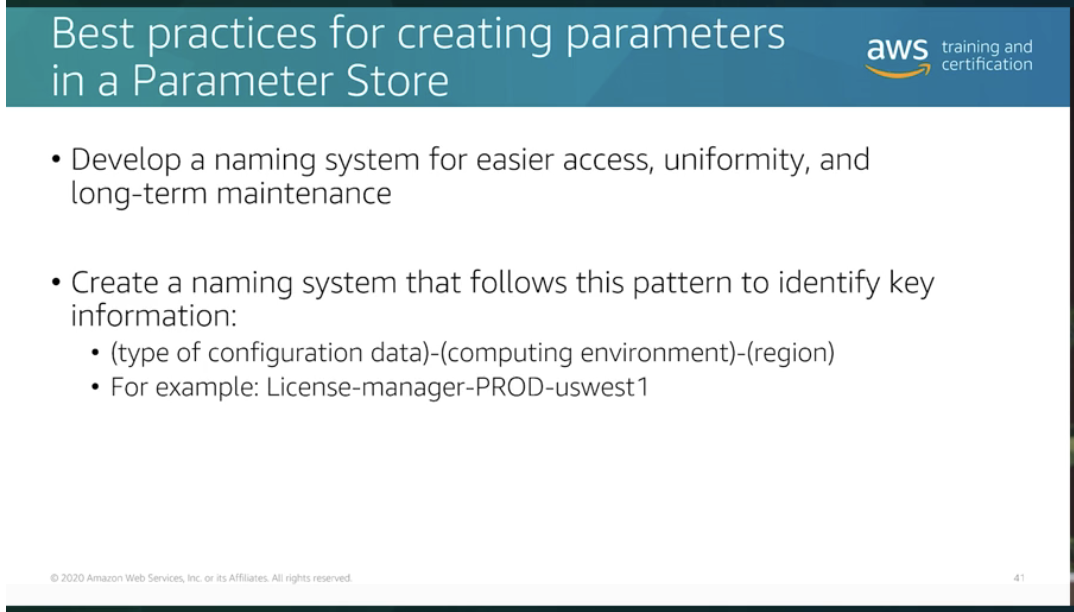 Best practices for creating parameters
in a Parameter Store
aws training and
certification
• Develop a naming system for easier access, uniformity, and
long-term maintenance
• Create a naming system that follows this pattern to identify key
information:
• (type of configuration data)-(computing environment)-(region)
• For example: License-manager-PROD-uswest1
© 2020 Amazon Web Services, Inc. or its Affiliates. All rights reserved.
41